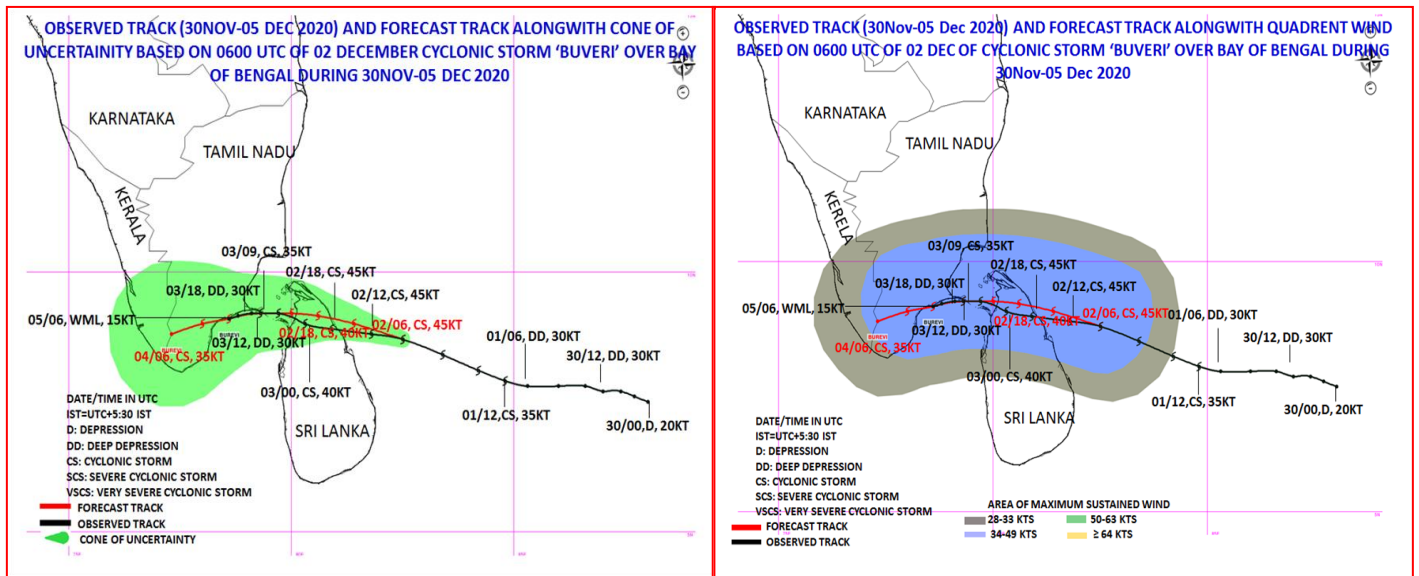 OBSERVED TRACK (30NOV-05 DEC 2020) AND FORECAST TRACK ALONGWITH CONE OF
UNCERTAINITY BASED ON 0600 UTC OF 02 DECEMBER CYCLONIC STORM ‘BUVERI’ OVER BAY
OF BENGAL DURING 30NOV-05 DEC 2020
KARNATAKA
TAMIL NADU
KERALA
03/09, CS, 35KT
02/18, CS, 45KT
03/18, DD, 30KT
02/12, CS, 45KT
05/06, WML, 15KT
02/06, CS, 45KT
02/18, CS, 40KT
BUREVI
03/12, DD, 30KT
01/06, DD, 30KT
BUREVI
04/06, CS, 35KT
30/12, DD, 30KT
03/00, CS, 40KT
01/12,CS, 35KT
30/00,D, 20KT
SRI LANKA
DATE/TIME IN UTC
IST=UTC+5:30 IST
D: DEPRESSION
DD: DEEP DEPRESSION
CS: CYCLONIC STORM
SCS: SEVERE CYCLONIC STORM
VSCS: VERY SEVERE CYCLONIC STORM
FORECAST TRACK
OBSERVED TRACK
CONE OF UNCERTAINTY
OBSERVED TRACK (30Nov-05 Dec 2020) AND FORECAST TRACK ALONGWITH QUADRENT WIND
BASED ON 0600 UTC OF 02 DEC OF CYCLONIC STORM ‘BUVERI’ OVER BAY OF BENGAL DURING
30Nov-05 Dec 2020
KARNATAKA
TAMIL NADU
KERELA
03/09, CS, 35KT
02/18, CS, 45KT
03/18, DD, 30KT
02/12,CS, 45KT
05/06, WML, 15KT
02/06, CS, 45KT
01/06, DD, 30KT
02/18, CS, 40KT
BUREVI
03/12, DD, 30KT
BUREVI
04/06, CS, 35KT
30/12, DD, 30KT
03/00, CS, 40KT
01/12,CS, 35KT
30/00,D, 20KT
SRI LANKA
DATE/TIME IN UTC
IST=UTC+5:30 IST
D: DEPRESSION
DD: DEEP DEPRESSION
CS: CYCLONIC STORM
SCS: SEVERE CYCLONIC STORM
VSCS: VERY SEVERE CYCLONIC STORM
FORECAST TRACK
OBSERVED TRACK
AREA OF MAXIMUM SUSTAINED WIND
28-33 KTS
50-63 KTS
34-49 KTS
≥ 64 KTS